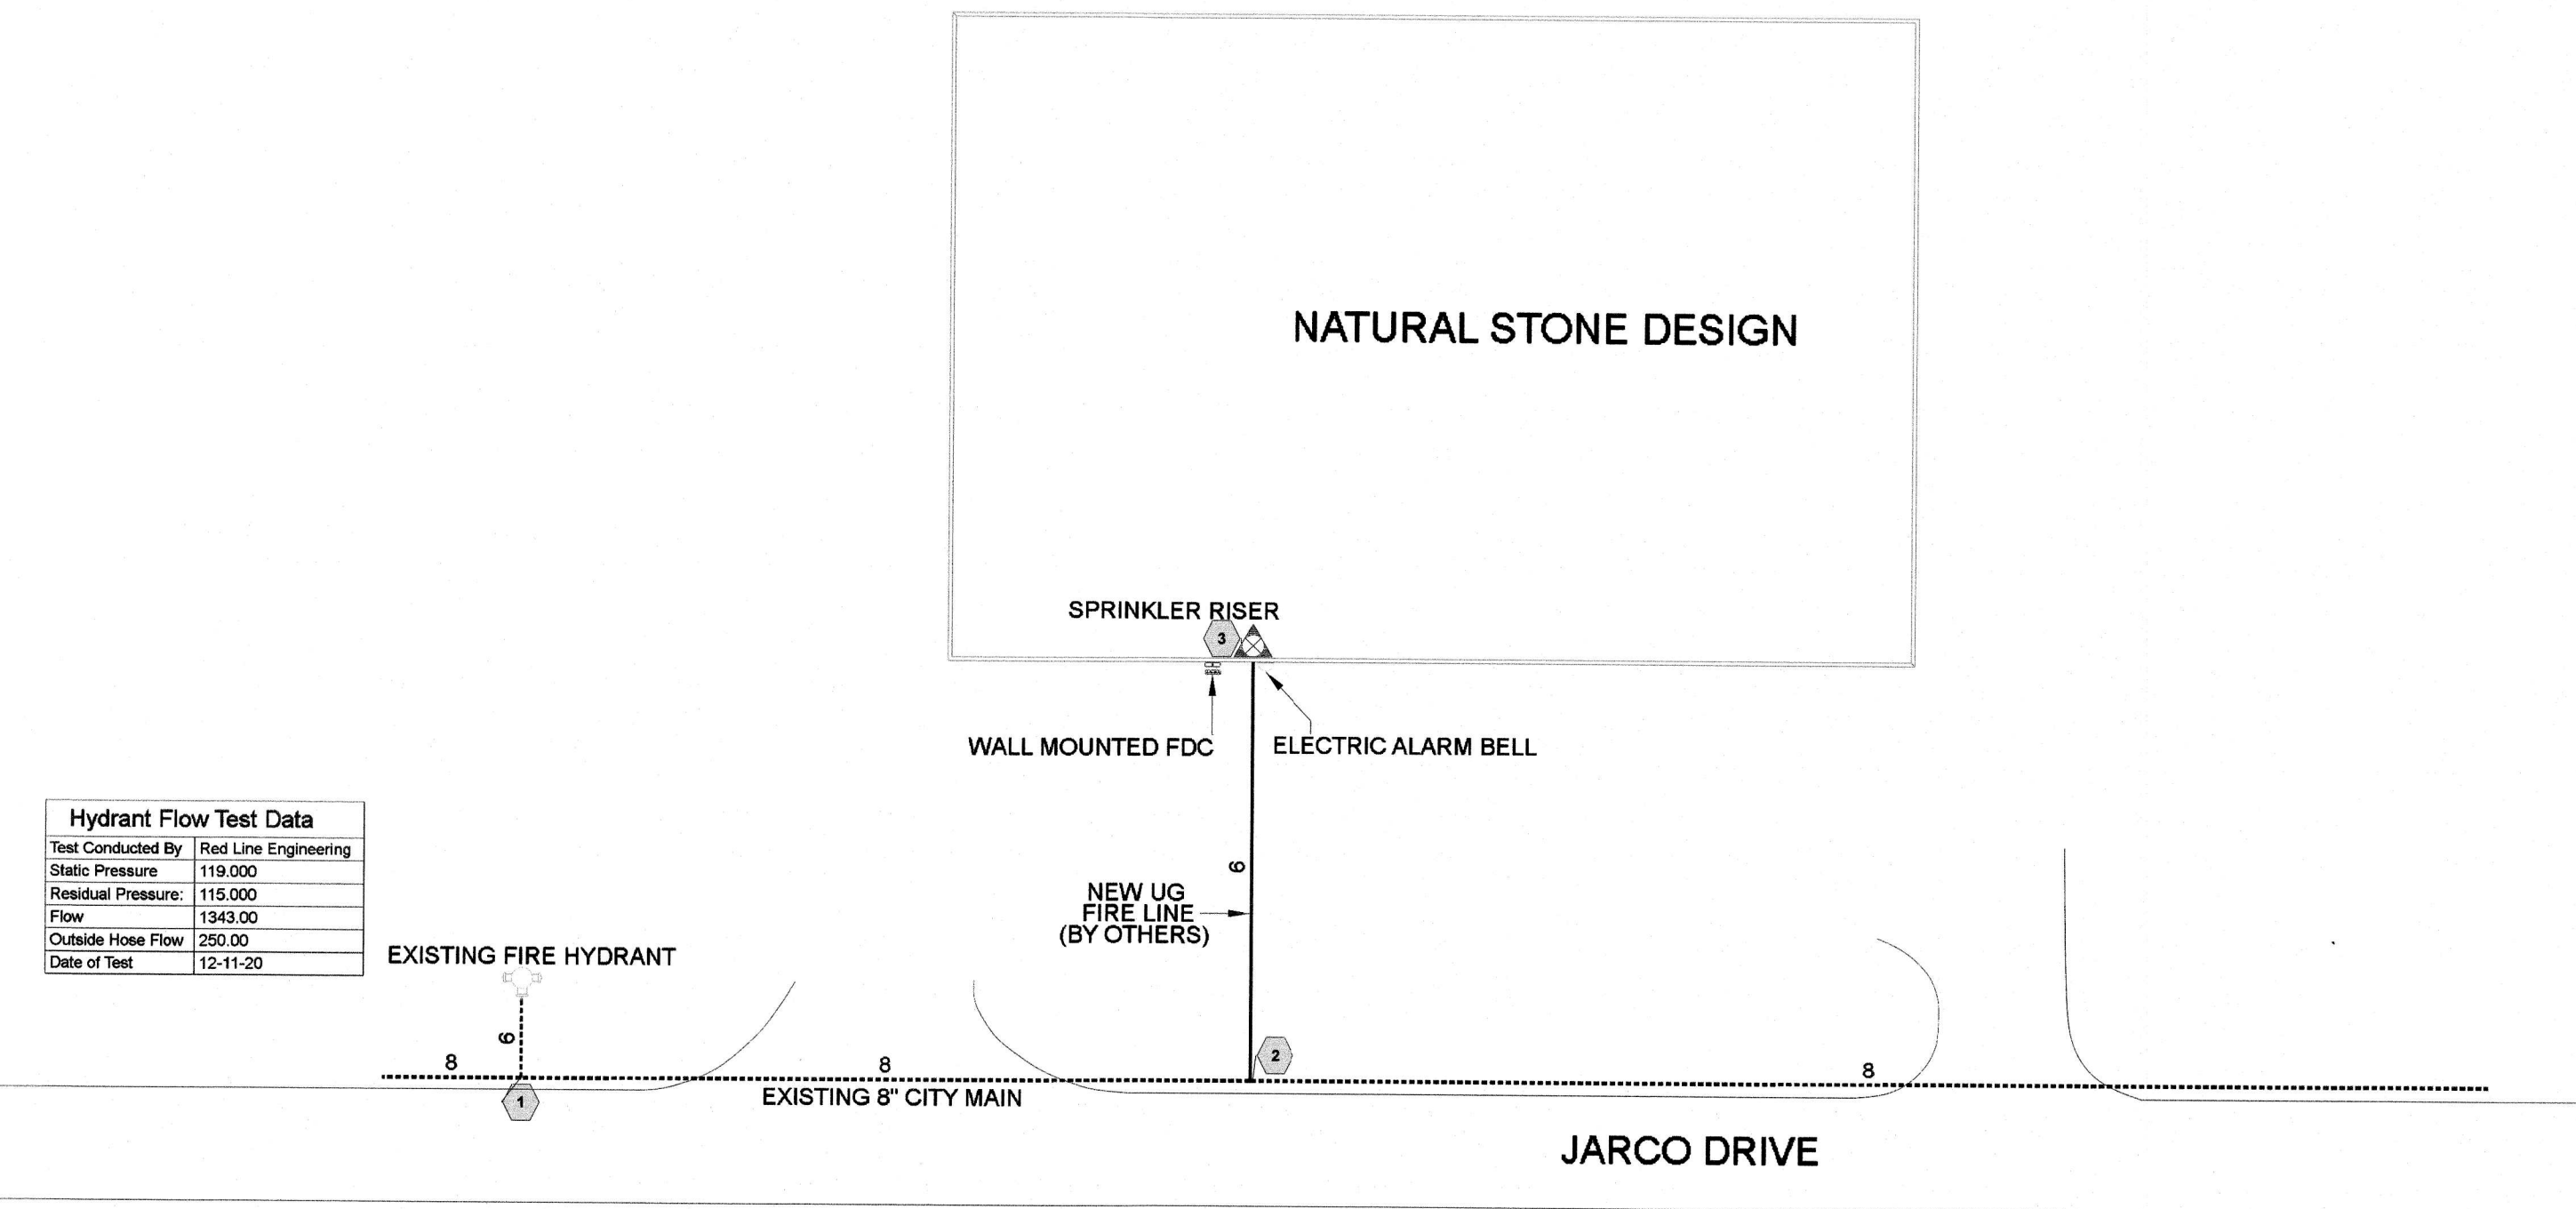 NATURAL STONE DESIGN
SPRINKLER RISER
3
WALL MOUNTED FDC
ELECTRIC ALARM BELL
Hydrant Flow Test Data
Test Conducted By Red Line Engineering
Static Pressure 119.000
Residual Pressure: 115.000
Flow 1343.00
Outside Hose Flow 250.00
Date of Test 12-11-20
6
NEW UG
FIRE LINE
(BY OTHERS)
EXISTING FIRE HYDRANT
6
8
8
2
8
1
EXISTING 8" CITY MAIN
JARCO DRIVE